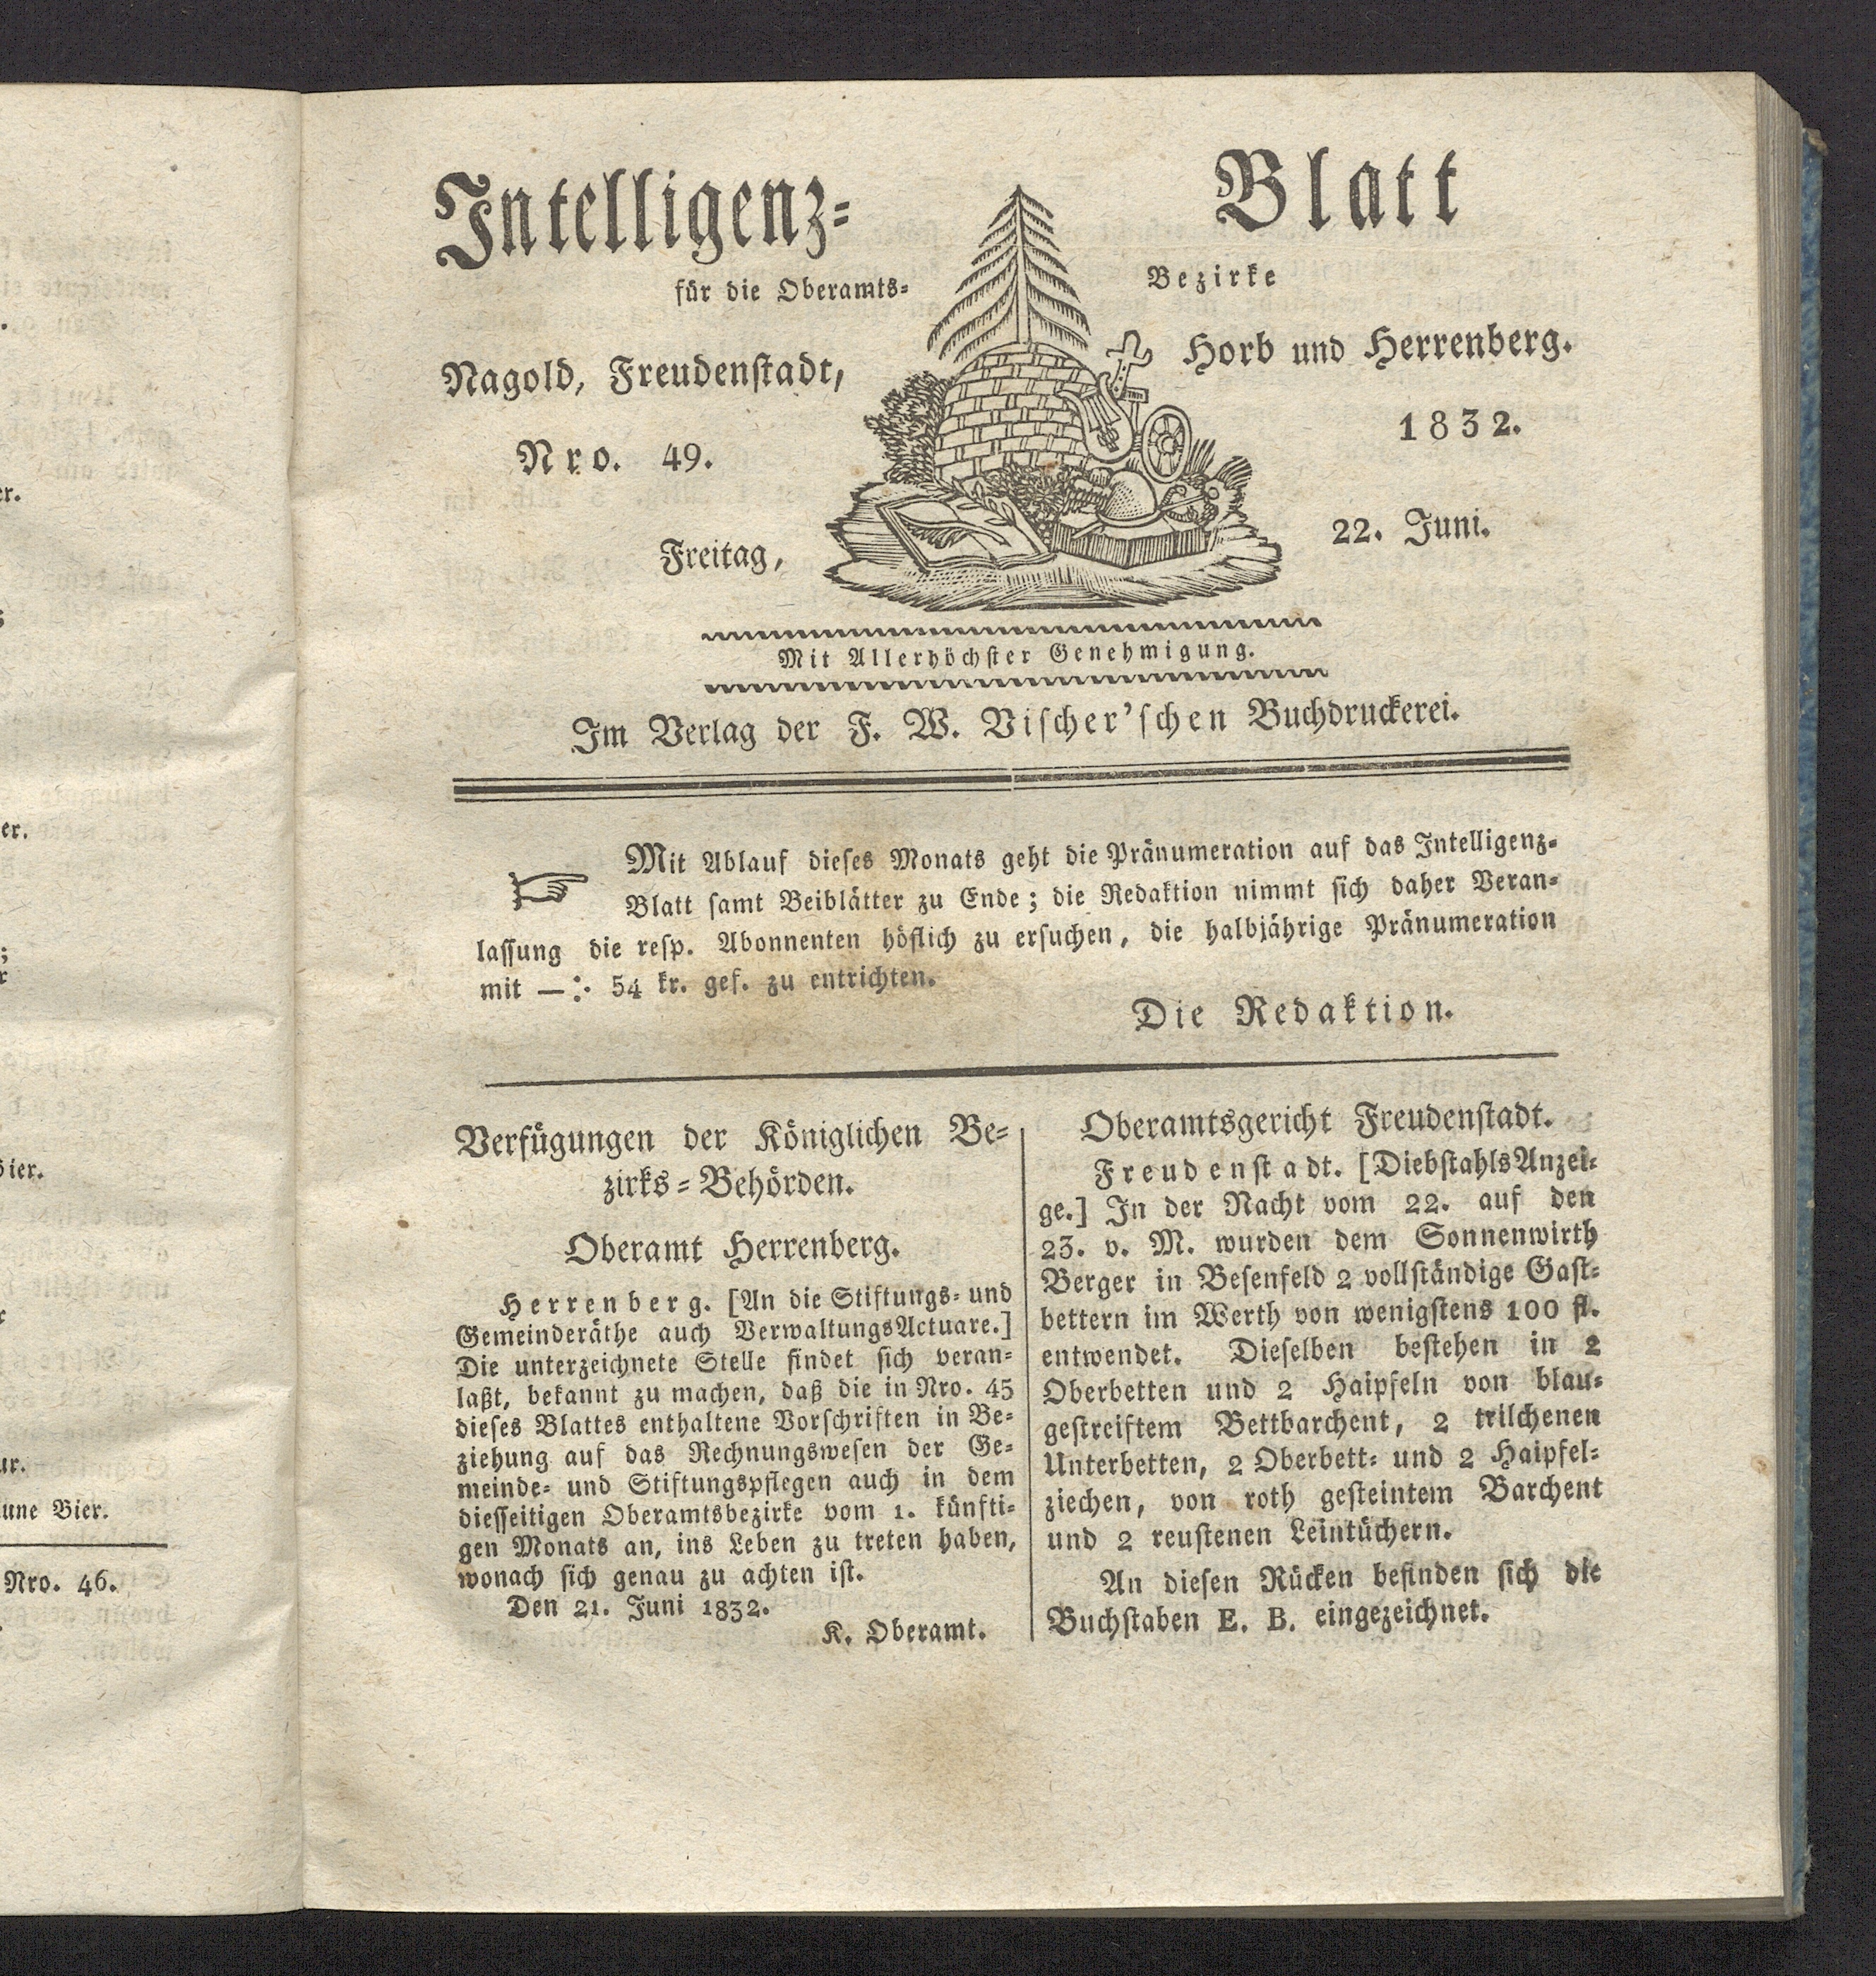 er.
er.
;
r
Bier.
ur.
une Bier.
Nro. 46.
Intelligenz-Blatt
für die Oberamts-Bezirke
Nagold, Freudenstadt, Horb und Herrenberg.
Nro. 49. 1832.
Freitag, 22. Juni.
Mit Allerhöchster Genehmigung.
Im Verlag der F. W. Vischer'schen Buchdruckerei.
Mit Ablauf dieses Monats geht die Pränumeration auf das Intelligenz-
Blatt samt Beiblätter zu Ende; die Redaktion nimmt sich daher Veran-
lassung die resp. Abonnenten höflich zu ersuchen, die halbjährige Pränumeration
mit — 54 kr. gef. zu entrichten.
Die Redaktion.
Verfügungen der Königlichen Be-
zirks-Behörden.
Oberamt Herrenberg.
Herrenberg. [An die Stiftungs- und
Gemeinderäthe auch VerwaltungsActuare.]
Die unterzeichnete Stelle findet sich veran-
laßt, bekannt zu machen, daß die in Nro. 45
dieses Blattes enthaltene Vorschriften in Be-
ziehung auf das Rechnungswesen der Ge-
meinde- und Stiftungspflegen auch in dem
diesseitigen Oberamtsbezirke vom 1. künfti-
gen Monats an, ins Leben zu treten haben,
wonach sich genau zu achten ist.
Den 21. Juni 1832.
K. Oberamt.
Oberamtsgericht Freudenstadt.
Freudenstadt. [DiebstahlsAnzei-
ge.] In der Nacht vom 22. auf den
23. v. M. wurden dem Sonnenwirth
Berger in Besenfeld 2 vollständige Gast-
bettern im Werth von wenigstens 100 fl.
entwendet. Dieselben bestehen in 2
Oberbetten und 2 Haipfeln von blau-
gestreiftem Bettbarchent, 2 trilchenen
Unterbetten, 2 Oberbett- und 2 Haipfel-
ziechen, von roth gesteintem Barchent
und 2 reustenen Leintüchern.
An diesen Rücken befinden sich die
Buchstaben E. B. eingezeichnet.